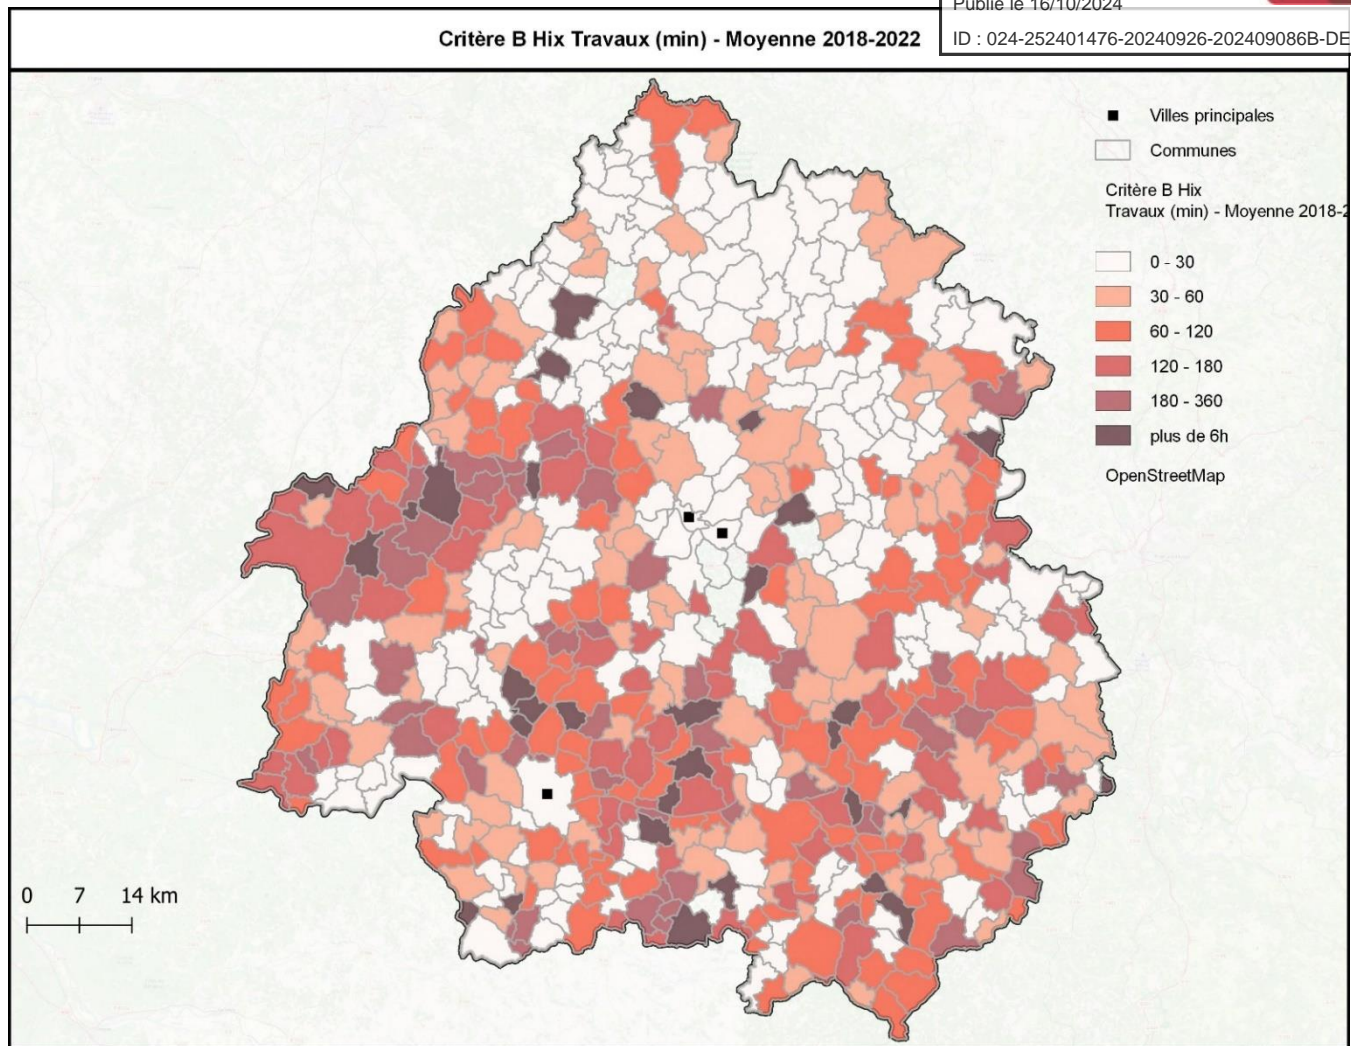 Publié le 16/10/2024
ID : 024-252401476-20240926-202409086B-DE
Critère B Hix Travaux (min) - Moyenne 2018-2022
Villes principales
Communes
Critère B Hix
Travaux (min) - Moyenne 2018-2
0 - 30
30 - 60
60 - 120
120 - 180
180 - 360
plus de 6h
OpenStreetMap
0 7 14 km